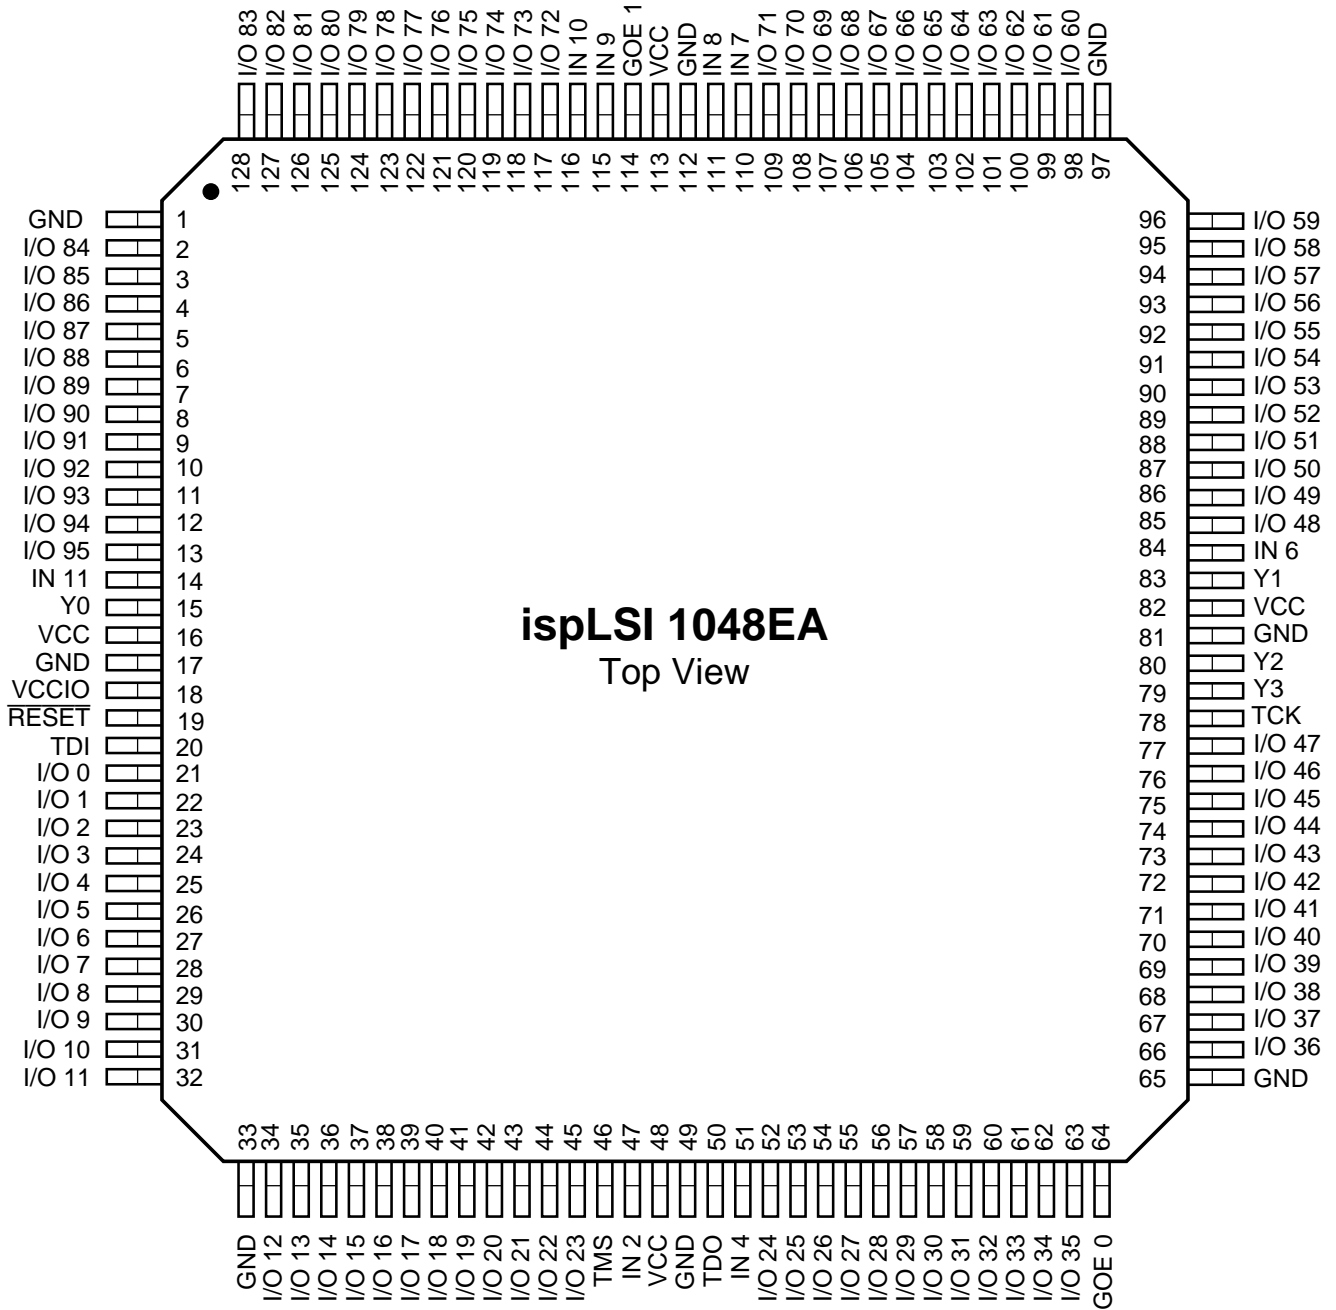 I/O 83 I/O 82 I/O 81 I/O 80 I/O 79 I/O 78 I/O 77 I/O 76 I/O 75 I/O 74 I/O 73 I/O 72 IN 10 IN 9 GOE 1 VCC GND IN 8 IN 7 I/O 71 I/O 70 I/O 69 I/O 68 I/O 67 I/O 66 I/O 65 I/O 64 I/O 63 I/O 62 I/O 61 I/O 60 GND
128 127 126 125 124 123 122 121 120 119 118 117 116 115 114 113 112 111 110 109 108 107 106 105 104 103 102 101 100 99 98 97
GND 1 96 I/O 59
I/O 84 2 95 I/O 58
I/O 85 3 94 I/O 57
I/O 86 4 93 I/O 56
I/O 87 5 92 I/O 55
I/O 88 6 91 I/O 54
I/O 89 7 90 I/O 53
I/O 90 8 89 I/O 52
I/O 91 9 88 I/O 51
I/O 92 10 87 I/O 50
I/O 93 11 86 I/O 49
I/O 94 12 85 I/O 48
I/O 95 13 84 IN 6
IN 11 14 83 Y1
Y0 15 82 VCC
VCC 16 81 GND
GND 17 80 Y2
VCCIO 18 79 Y3
RESET 19 78 TCK
TDI 20 77 I/O 47
I/O 0 21 76 I/O 46
I/O 1 22 75 I/O 45
I/O 2 23 74 I/O 44
I/O 3 24 73 I/O 43
I/O 4 25 72 I/O 42
I/O 5 26 71 I/O 41
I/O 6 27 70 I/O 40
I/O 7 28 69 I/O 39
I/O 8 29 68 I/O 38
I/O 9 30 67 I/O 37
I/O 10 31 66 I/O 36
I/O 11 32 65 GND
ispLSI 1048EA
Top View
33 34 35 36 37 38 39 40 41 42 43 44 45 46 47 48 49 50 51 52 53 54 55 56 57 58 59 60 61 62 63 64
GND I/O 12 I/O 13 I/O 14 I/O 15 I/O 16 I/O 17 I/O 18 I/O 19 I/O 20 I/O 21 I/O 22 I/O 23 TMS IN 2 VCC GND TDO IN 4 I/O 24 I/O 25 I/O 26 I/O 27 I/O 28 I/O 29 I/O 30 I/O 31 I/O 32 I/O 33 I/O 34 I/O 35 GOE 0